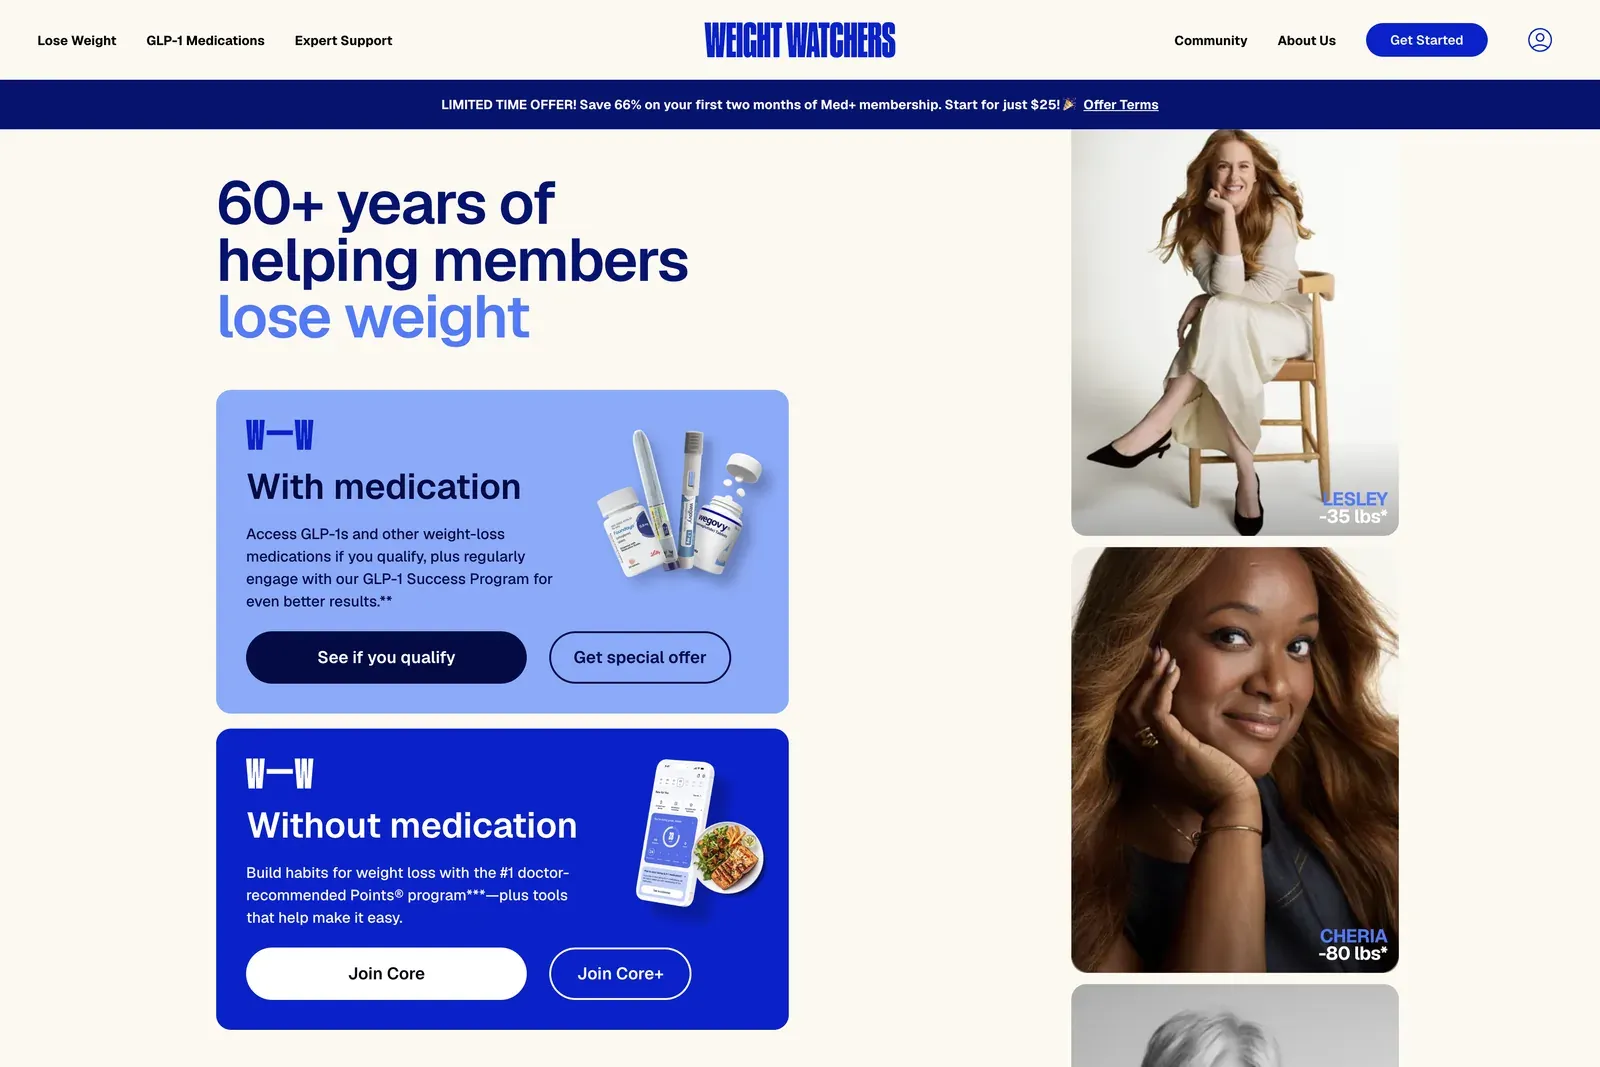 Lose Weight
GLP-1 Medications
Expert Support
WEIGHT WATCHERS
Community
About Us
Get Started
LIMITED TIME OFFER! Save 66% on your first two months of Med+ membership. Start for just $25! 🎉 Offer Terms
60+ years of
helping members
lose weight
W—W
With medication
Access GLP-1s and other weight-loss
medications if you qualify, plus regularly
engage with our GLP-1 Success Program for
even better results.**
wegovy
See if you qualify
Get special offer
W—W
Without medication
Build habits for weight loss with the #1 doctor-
recommended Points® program***—plus tools
that help make it easy.
Join Core
Join Core+
LESLEY
-35 lbs*
CHERIA
-80 lbs*